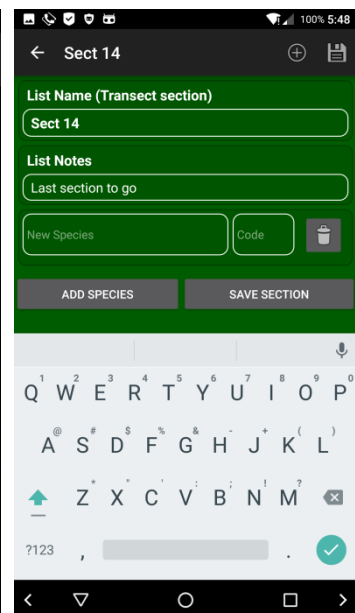 100% 5:48
Sect 14
List Name (Transect section)
Sect 14
List Notes
Last section to go
New Species Code
ADD SPECIES SAVE SECTION
1 2 3 4 5 6 7 8 9 0
Q W E R T Y U I O P
@ # $ % & - + ( )
A S D F G H J K L
* " ' : ; ! ?
Z X C V B N M
?123 , .